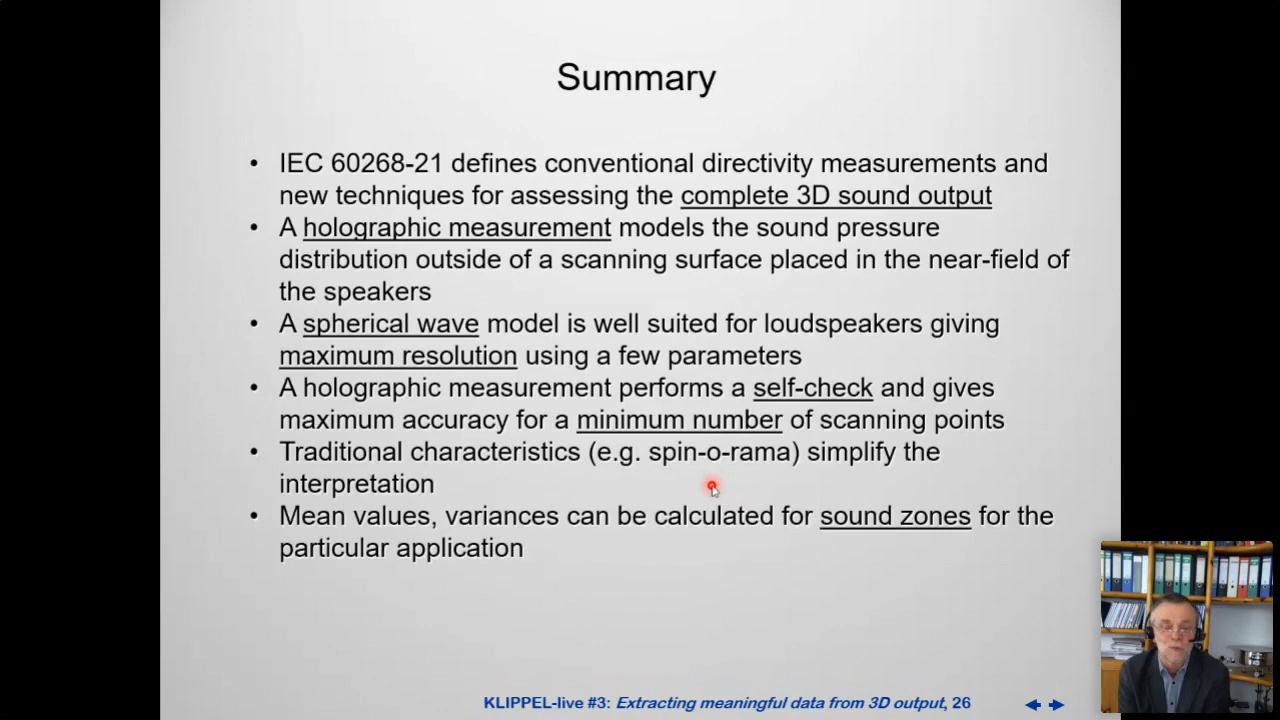 Summary
• IEC 60268-21 defines conventional directivity measurements and
new techniques for assessing the complete 3D sound output
• A holographic measurement models the sound pressure
distribution outside of a scanning surface placed in the near-field of
the speakers
• A spherical wave model is well suited for loudspeakers giving
maximum resolution using a few parameters
• A holographic measurement performs a self-check and gives
maximum accuracy for a minimum number of scanning points
• Traditional characteristics (e.g. spin-o-rama) simplify the
interpretation
• Mean values, variances can be calculated for sound zones for the
particular application
KLIPPEL-live #3: Extracting meaningful data from 3D output, 26